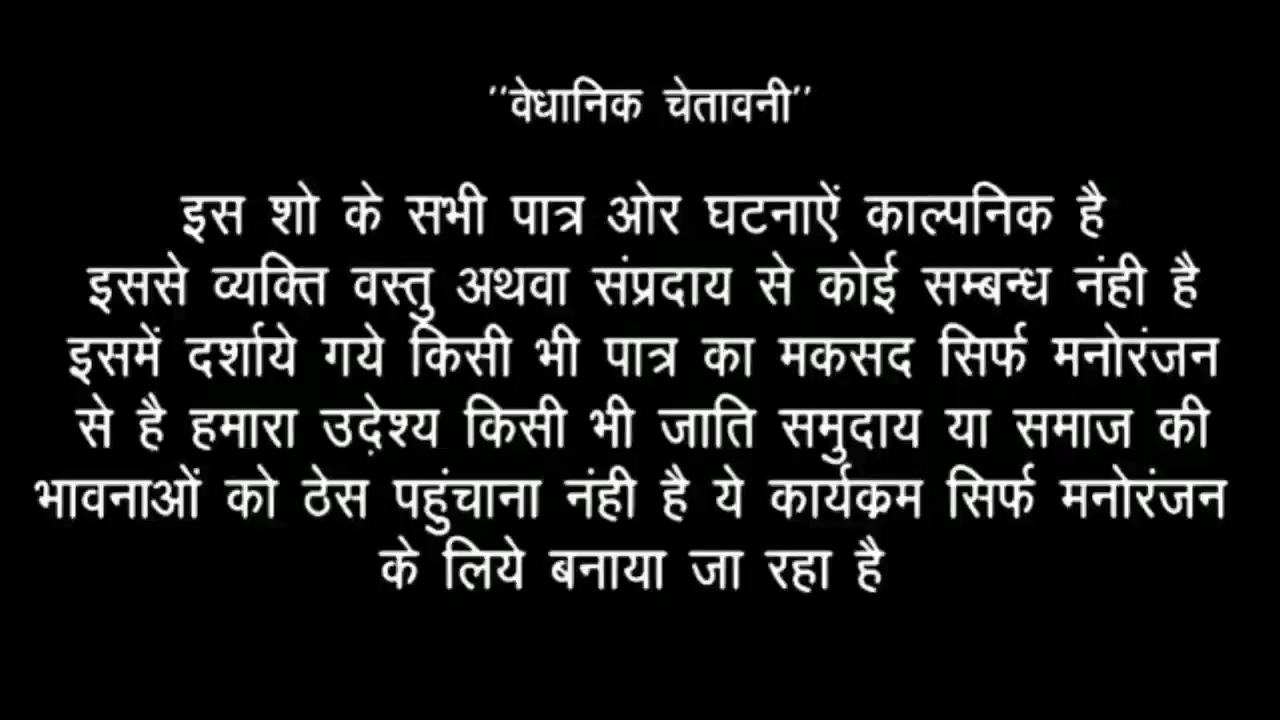 "वेधानिक चेतावनी"
इस शो के सभी पात्र ओर घटनाऐं काल्पनिक है
इससे व्यक्ति वस्तु अथवा संप्रदाय से कोई सम्बन्ध नंही है
इसमें दर्शाये गये किसी भी पात्र का मकसद सिर्फ मनोरंजन
से है हमारा उद़ेश्य किसी भी जाति समुदाय या समाज की
भावनाओं को ठेस पहुंचाना नंही है ये कार्यक्रम सिर्फ मनोरंजन
के लिये बनाया जा रहा है